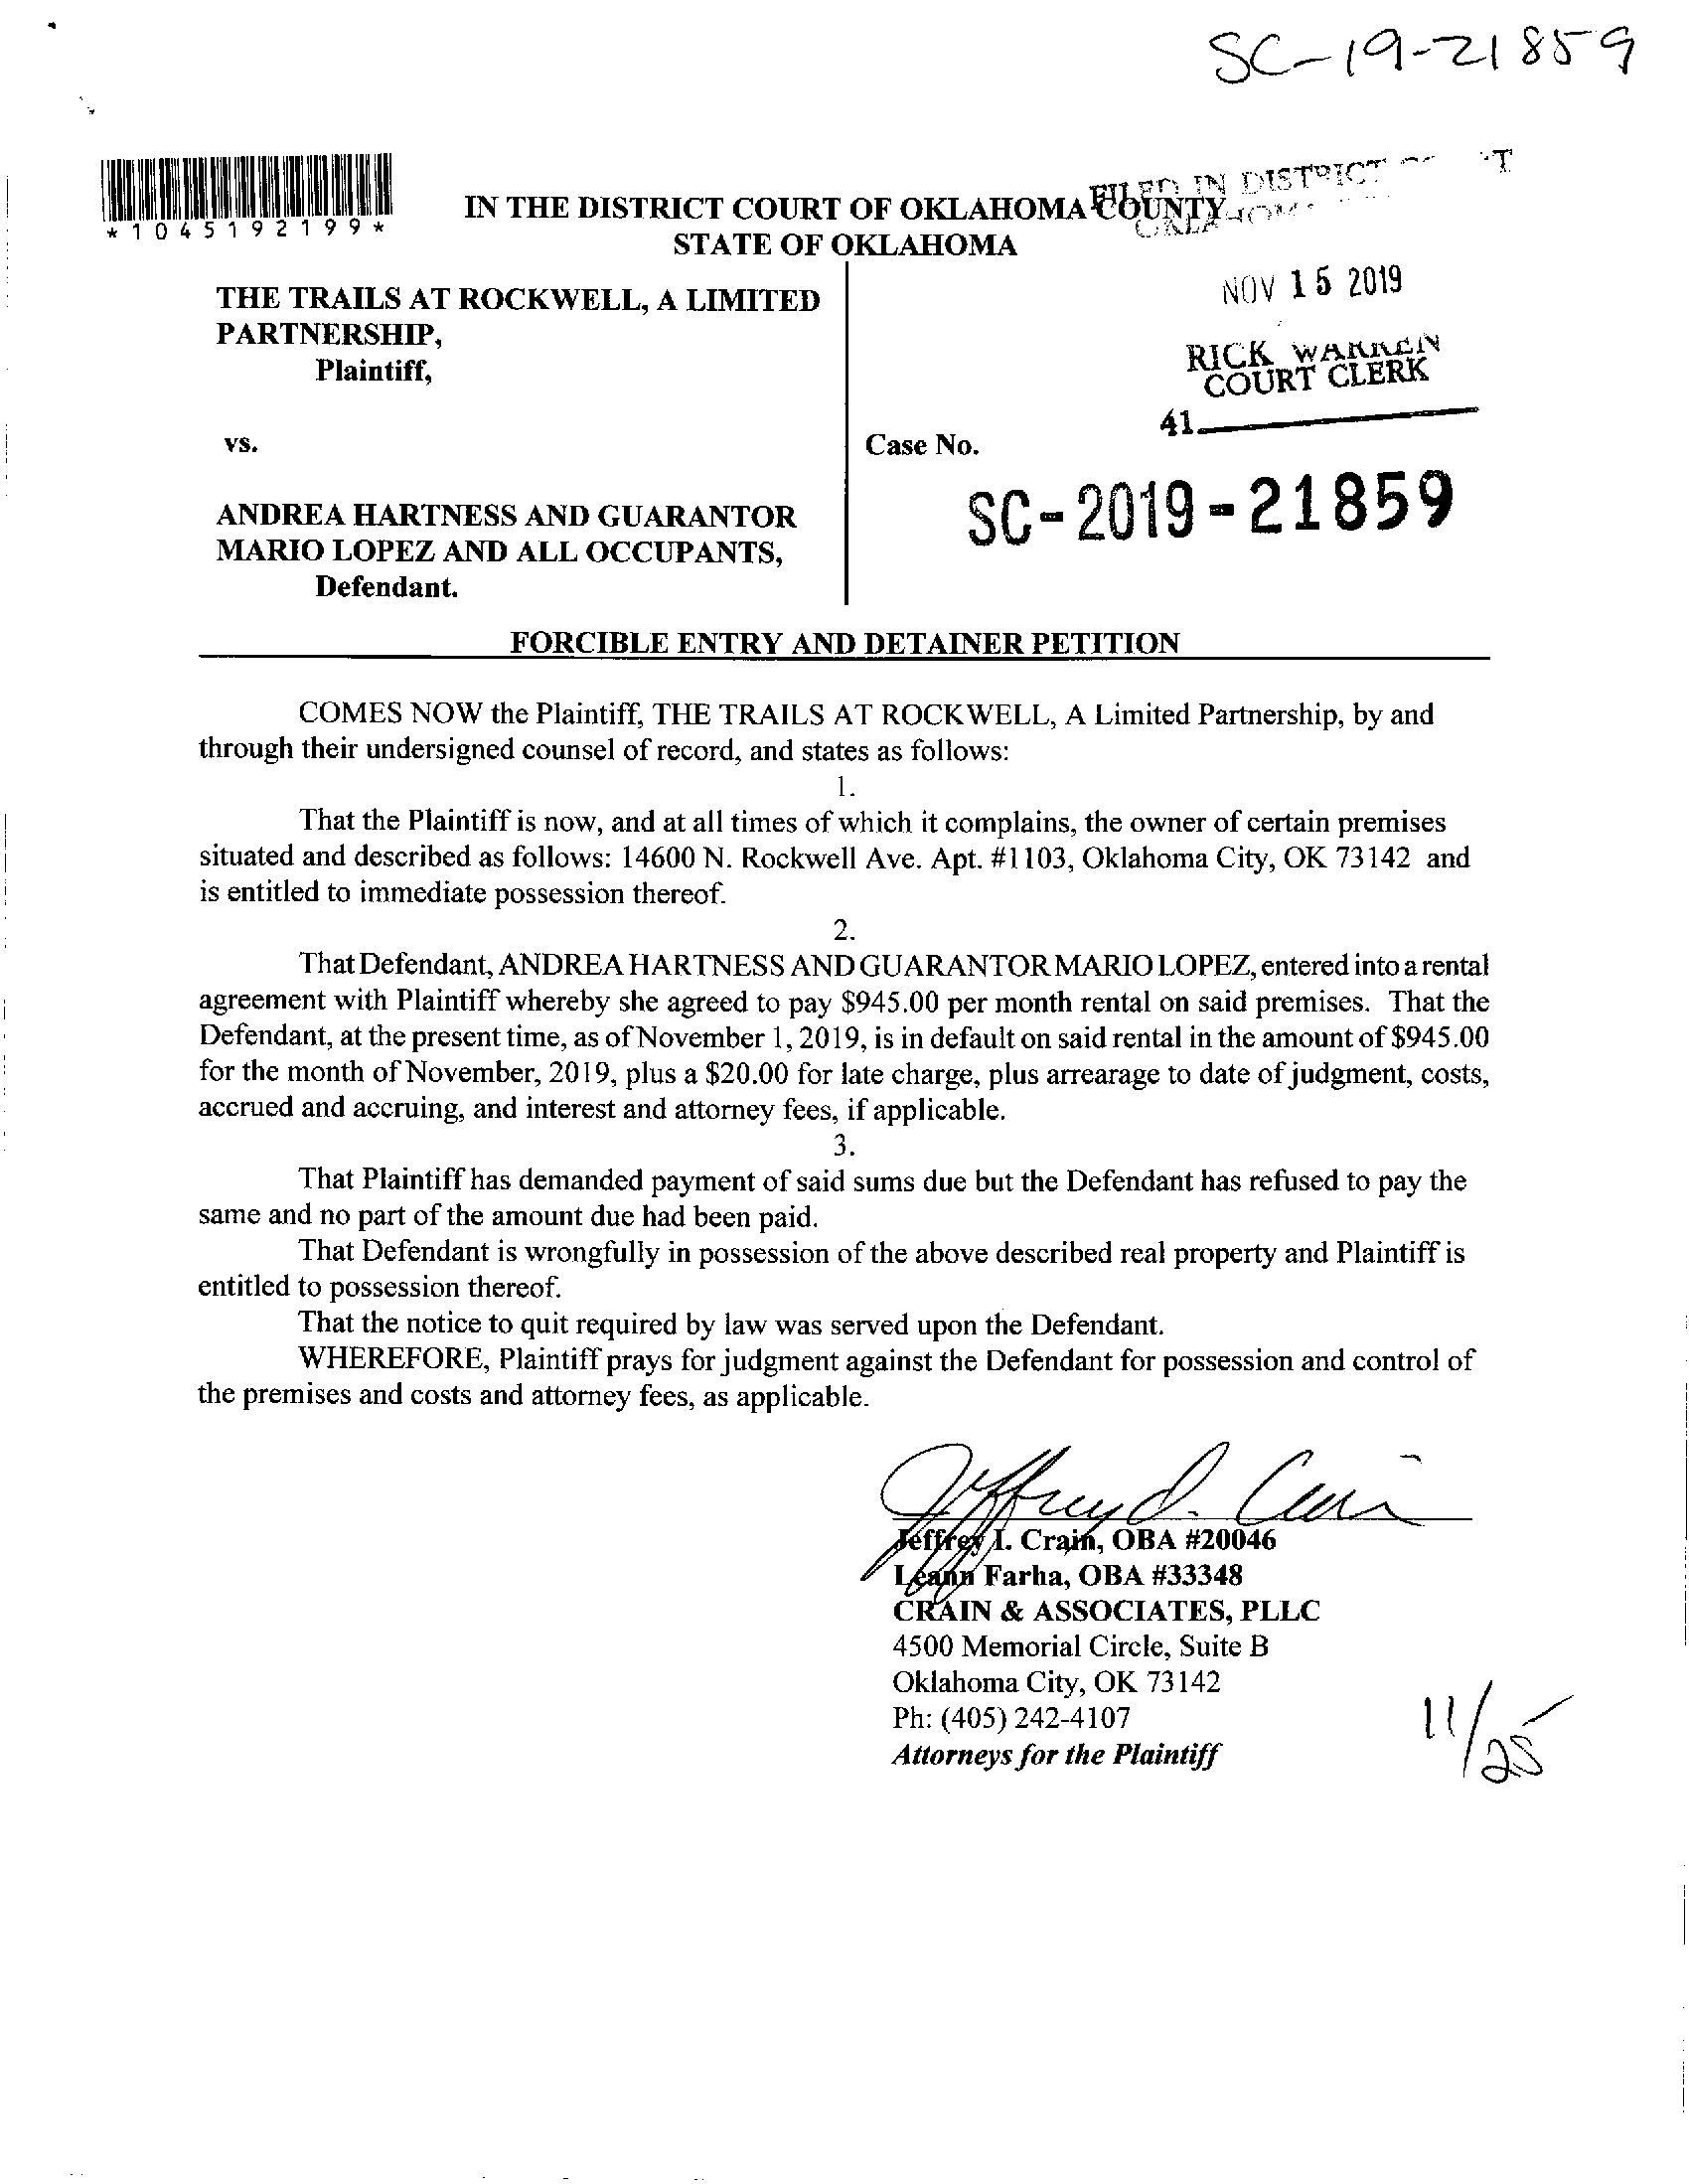 SC-19-21859
*1045192199*
IN THE DISTRICT COURT OF OKLAHOMA COUNTY
STATE OF OKLAHOMA
FILED IN DISTRICT
NOV 15 2019
RICK WARREN
COURT CLERK
41
THE TRAILS AT ROCKWELL, A LIMITED
PARTNERSHIP,
Plaintiff,
vs.
Case No.
SC-2019-21859
ANDREA HARTNESS AND GUARANTOR
MARIO LOPEZ AND ALL OCCUPANTS,
Defendant.
FORCIBLE ENTRY AND DETAINER PETITION
COMES NOW the Plaintiff, THE TRAILS AT ROCKWELL, A Limited Partnership, by and
through their undersigned counsel of record, and states as follows:
1.
That the Plaintiff is now, and at all times of which it complains, the owner of certain premises
situated and described as follows: 14600 N. Rockwell Ave. Apt. #1103, Oklahoma City, OK 73142 and
is entitled to immediate possession thereof.
2.
That Defendant, ANDREA HARTNESS AND GUARANTOR MARIO LOPEZ, entered into a rental
agreement with Plaintiff whereby she agreed to pay $945.00 per month rental on said premises. That the
Defendant, at the present time, as of November 1, 2019, is in default on said rental in the amount of $945.00
for the month of November, 2019, plus a $20.00 for late charge, plus arrearage to date of judgment, costs,
accrued and accruing, and interest and attorney fees, if applicable.
3.
That Plaintiff has demanded payment of said sums due but the Defendant has refused to pay the
same and no part of the amount due had been paid.
That Defendant is wrongfully in possession of the above described real property and Plaintiff is
entitled to possession thereof.
That the notice to quit required by law was served upon the Defendant.
WHEREFORE, Plaintiff prays for judgment against the Defendant for possession and control of
the premises and costs and attorney fees, as applicable.
Jeffrey I. Crain, OBA #20046
Leann Farha, OBA #33348
CRAIN & ASSOCIATES, PLLC
4500 Memorial Circle, Suite B
Oklahoma City, OK 73142
Ph: (405) 242-4107
Attorneys for the Plaintiff
11/25